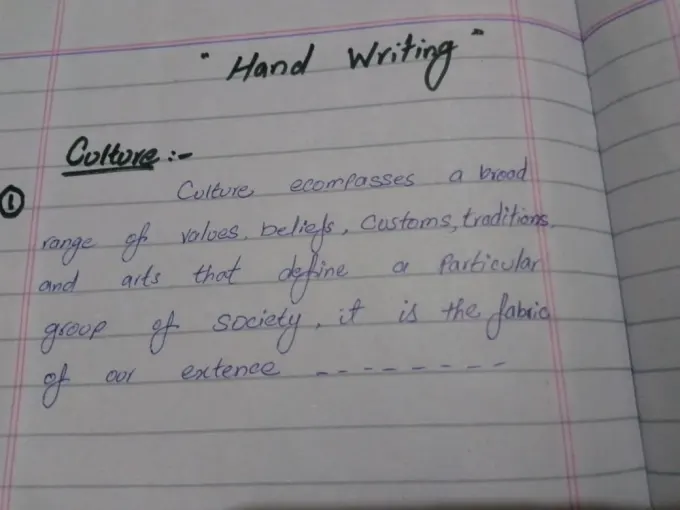 " Hand Writing "
Culture :-
① Culture ecompasses a broad
range of values, beliefs, customs, traditions,
and arts that define a particular
group of society, it is the fabric
of our extence --------